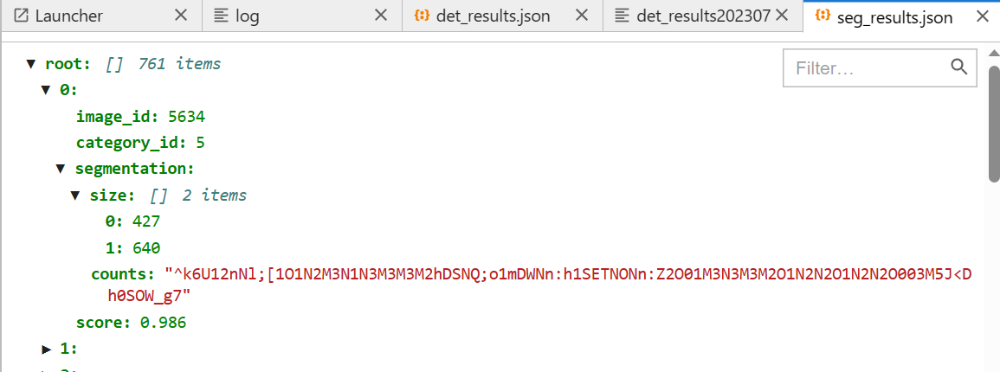 Launcher log det_results.json det_results202307 seg_results.json
Filter…
root: [] 761 items
0:
image_id: 5634
category_id: 5
segmentation:
size: [] 2 items
0: 427
1: 640
counts: "^k6U12nNl;[1O1N2M3N1N3M3M3M2hDSNQ;o1mDWNn:h1SETNONn:Z2O01M3N3M3M2O1N2N2O1N2N2O003M5J<D
h0SOW_g7"
score: 0.986
1: